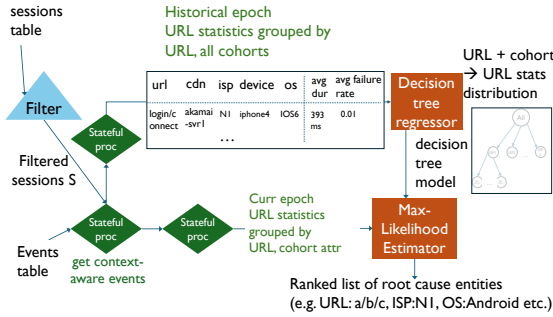 sessions
table
Historical epoch
URL statistics grouped by
URL, all cohorts
URL + cohort
→ URL stats
distribution
url cdn isp device os avg dur avg failure rate
login/connect akamai-svr1 N1 iphone4 IOS6 393 ms 0.01
...
Filter
Stateful
proc
Decision
tree
regressor
All
Filtered
sessions S
decision
tree
model
Stateful
proc
Stateful
proc
Curr epoch
URL statistics
grouped by
URL, cohort attr
Max-
Likelihood
Estimator
Events
table
get context-
aware events
Ranked list of root cause entities
(e.g. URL: a/b/c, ISP:N1, OS:Android etc.)